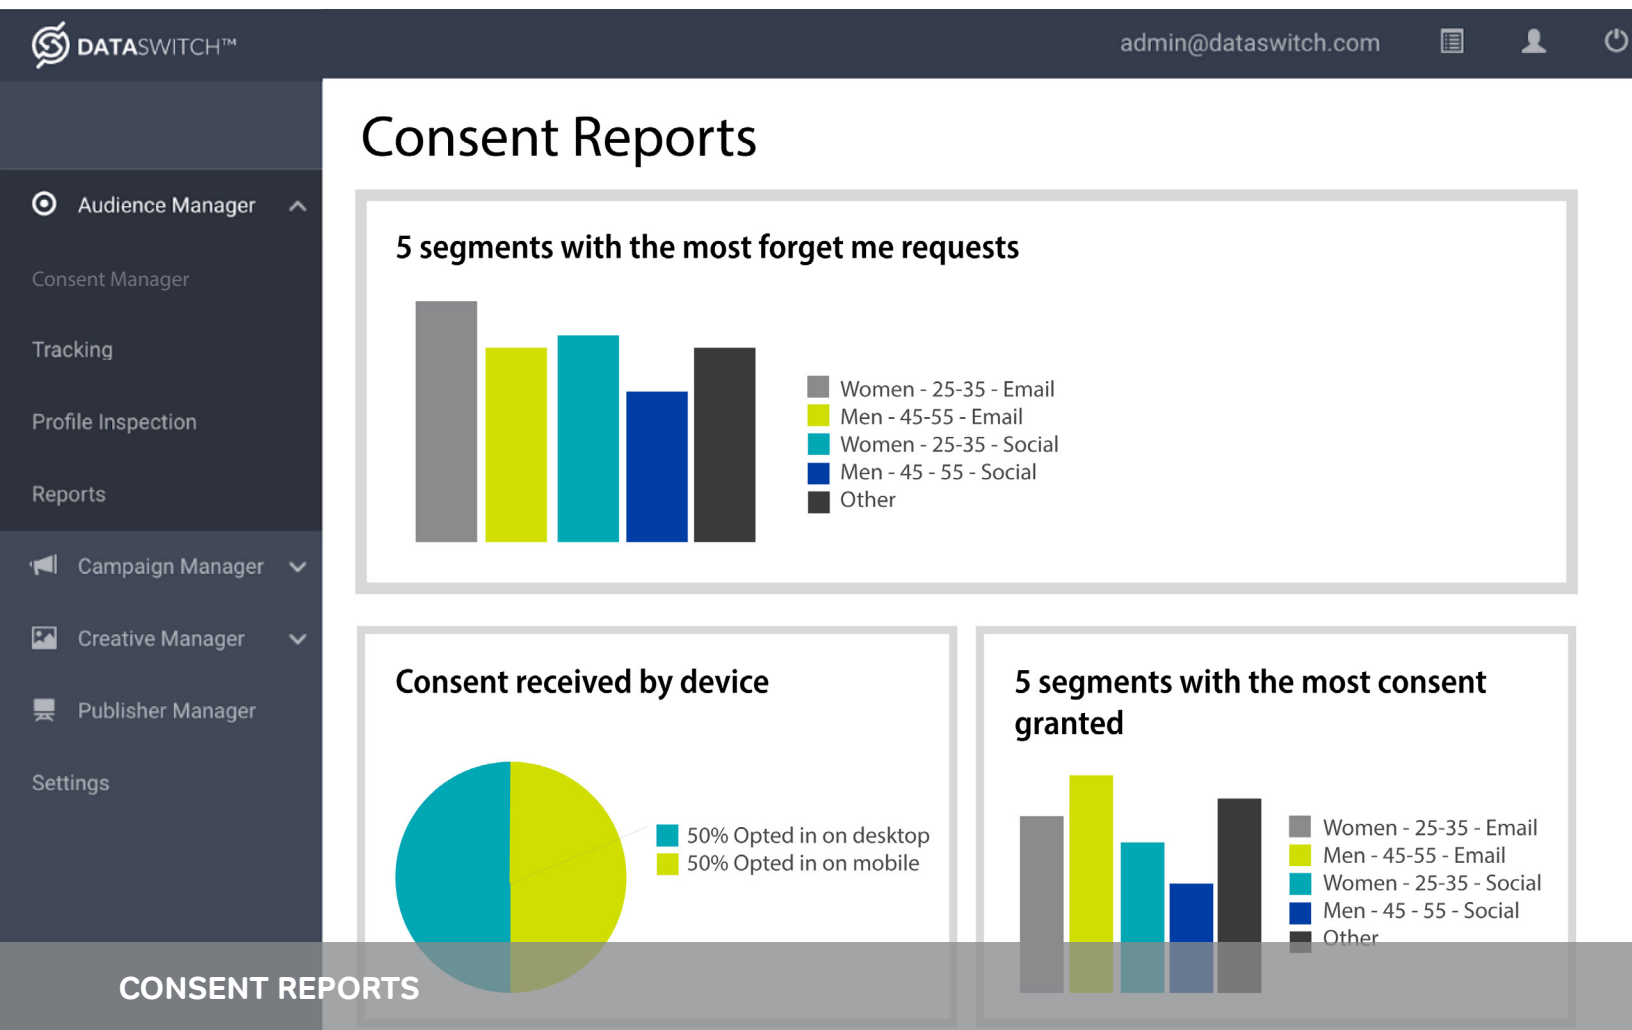 DATASWITCH™
admin@dataswitch.com
Consent Reports
Audience Manager
Consent Manager
Tracking
Profile Inspection
Reports
Campaign Manager
Creative Manager
Publisher Manager
Settings
5 segments with the most forget me requests
Women - 25-35 - Email
Men - 45-55 - Email
Women - 25-35 - Social
Men - 45 - 55 - Social
Other
Consent received by device
50% Opted in on desktop
50% Opted in on mobile
5 segments with the most consent
granted
Women - 25-35 - Email
Men - 45-55 - Email
Women - 25-35 - Social
Men - 45 - 55 - Social
Other
CONSENT REPORTS